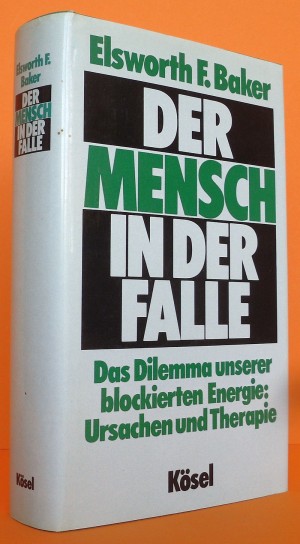 Elsworth F.
Baker
DER
MENSCH
IN DER
FALLE
Kösel
Elsworth F. Baker
DER
MENSCH
IN DER
FALLE
Das Dilemma unserer
blockierten Energie:
Ursachen und Therapie
Kösel